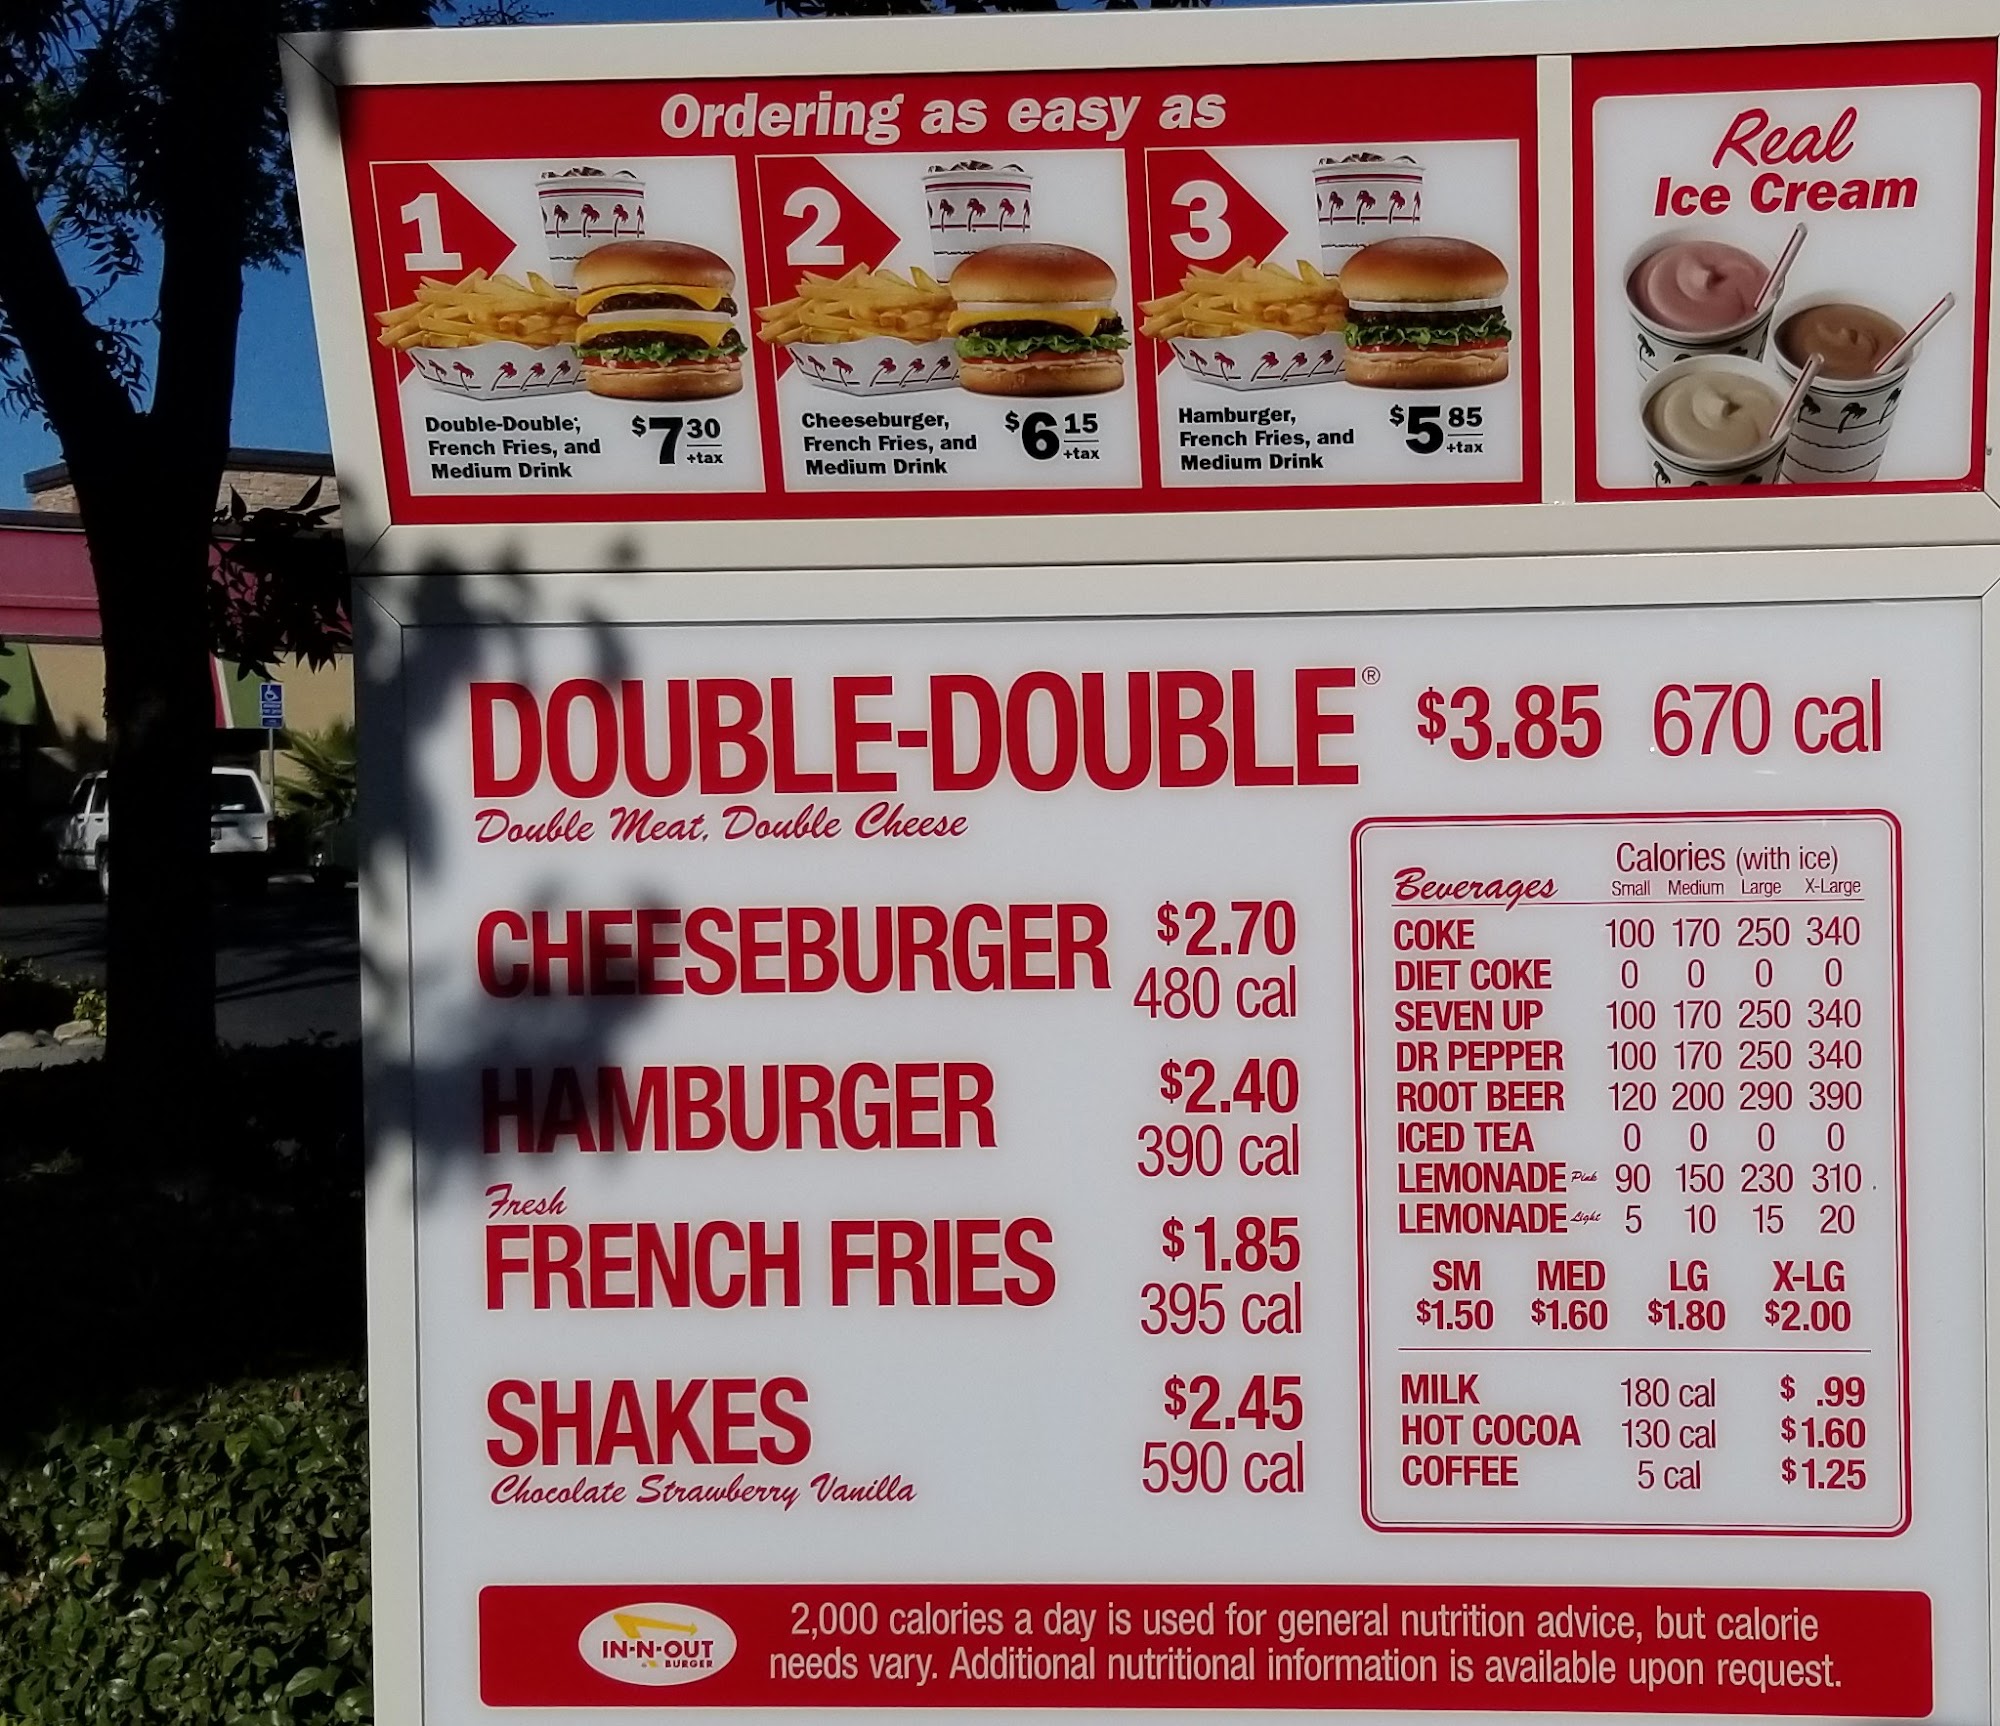 Ordering as easy as
1
Double-Double,
French Fries, and
Medium Drink
$7 30
+tax
2
Cheeseburger,
French Fries, and
Medium Drink
$6 15
+tax
3
Hamburger,
French Fries, and
Medium Drink
$5 85
+tax
Real
Ice Cream
DOUBLE-DOUBLE® $3.85 670 cal
Double Meat, Double Cheese
CHEESEBURGER $2.70
480 cal
HAMBURGER $2.40
390 cal
Fresh
FRENCH FRIES $1.85
395 cal
SHAKES $2.45
Chocolate Strawberry Vanilla 590 cal
Calories (with ice)
Beverages Small Medium Large X-Large
COKE 100 170 250 340
DIET COKE 0 0 0 0
SEVEN UP 100 170 250 340
DR PEPPER 100 170 250 340
ROOT BEER 120 200 290 390
ICED TEA 0 0 0 0
LEMONADE Pink 90 150 230 310
LEMONADE Light 5 10 15 20
SM MED LG X-LG
$1.50 $1.60 $1.80 $2.00
MILK 180 cal $ .99
HOT COCOA 130 cal $1.60
COFFEE 5 cal $1.25
IN-N-OUT
BURGER
2,000 calories a day is used for general nutrition advice, but calorie
needs vary. Additional nutritional information is available upon request.